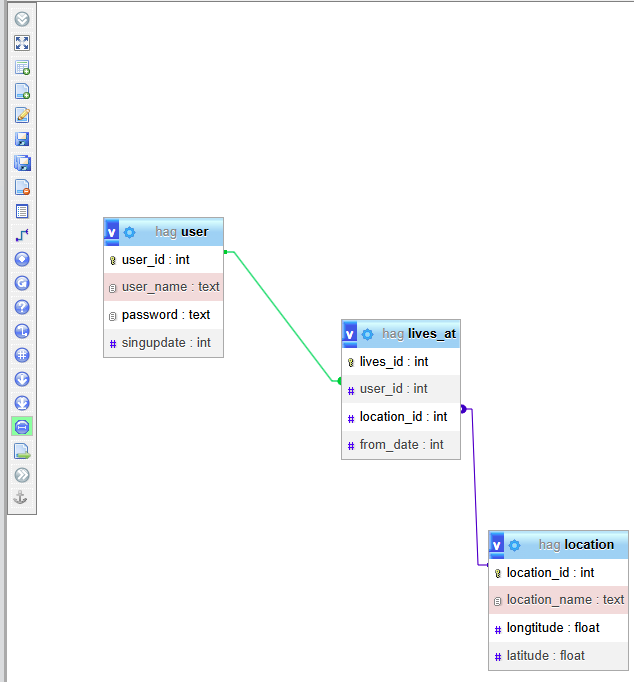 v hag user
user_id : int
user_name : text
password : text
# singupdate : int
v hag lives_at
lives_id : int
# user_id : int
# location_id : int
# from_date : int
v hag location
location_id : int
location_name : text
# longtitude : float
# latitude : float
G
?
L
#